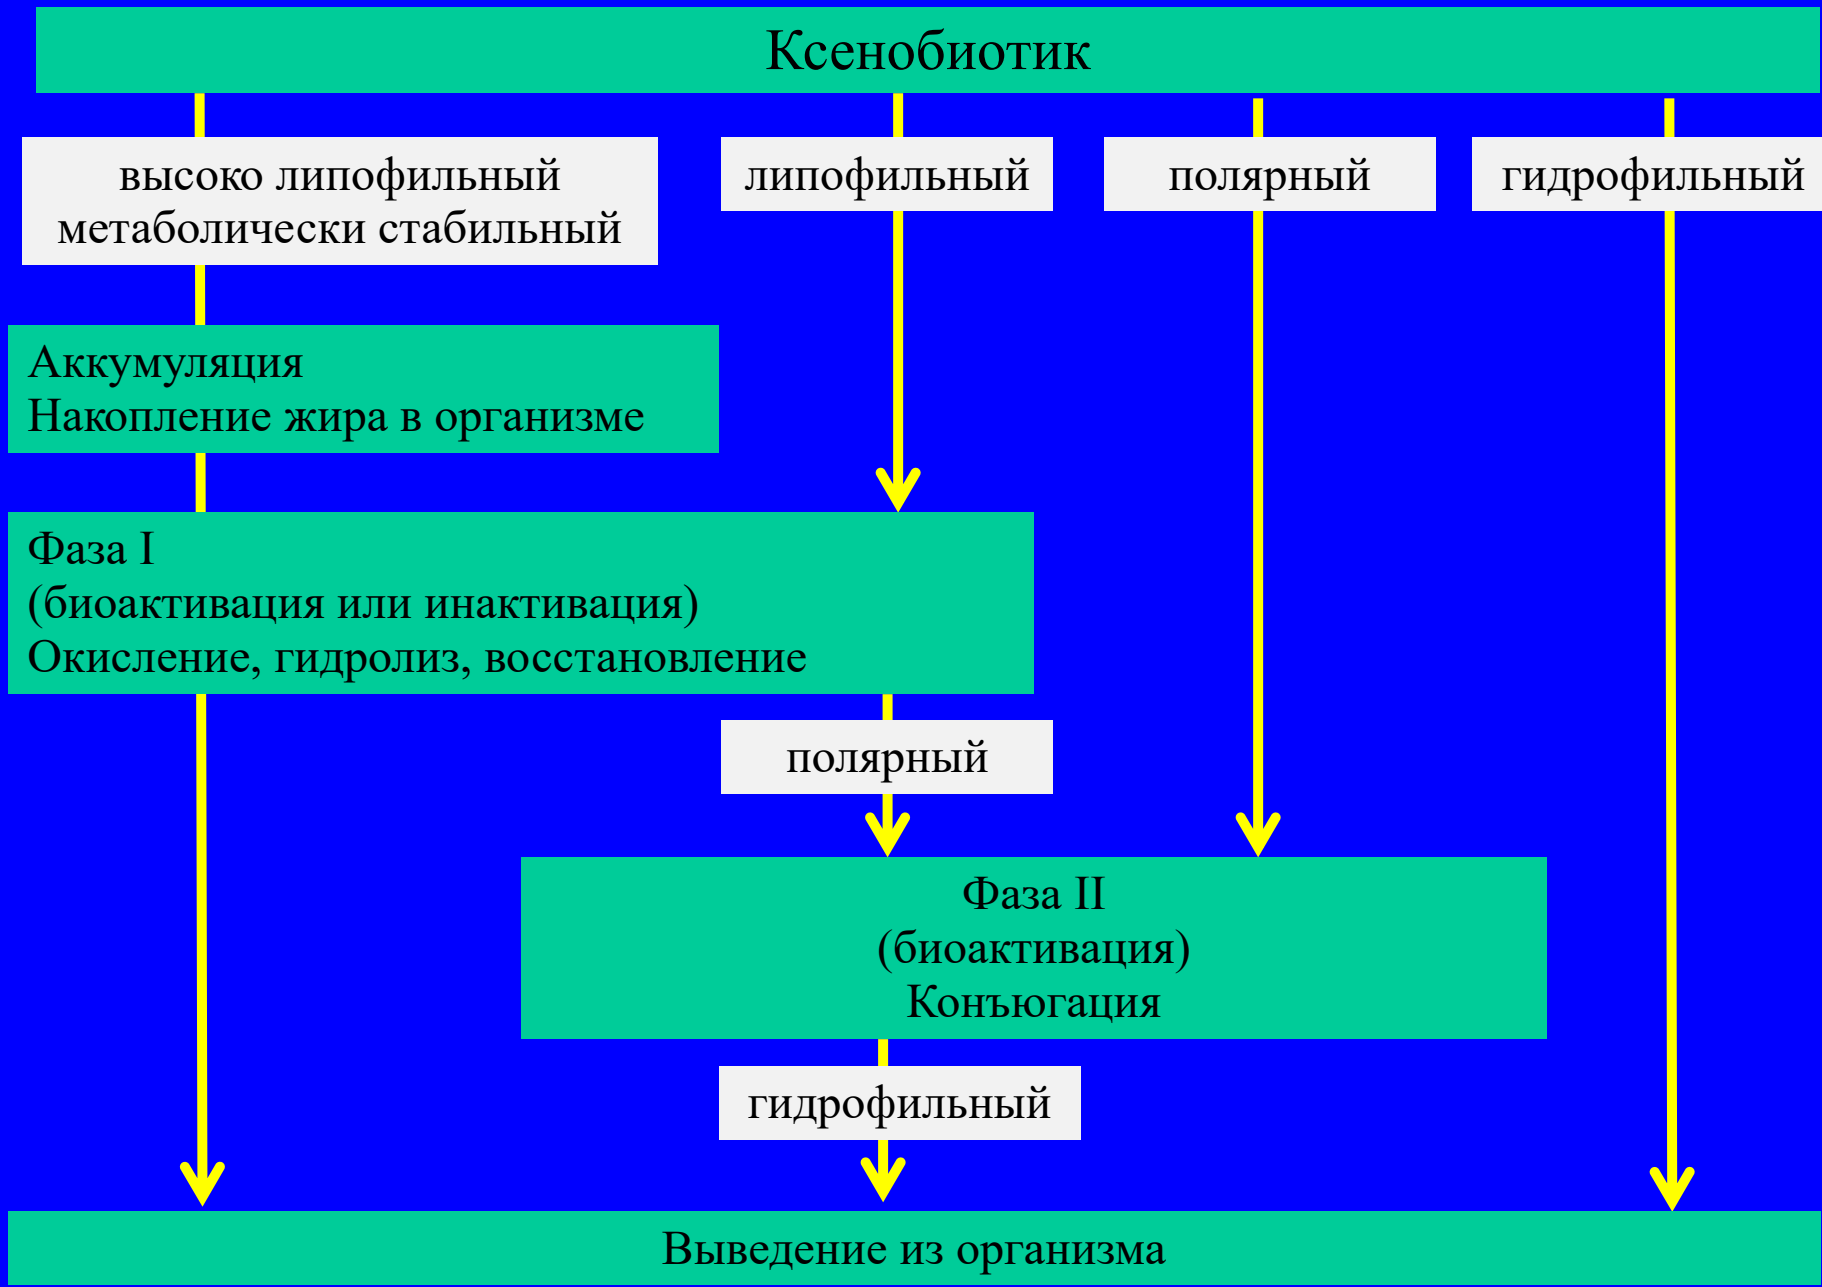 Ксенобиотик
высоко липофильный
метаболически стабильный
липофильный
полярный
гидрофильный
Аккумуляция
Накопление жира в организме
Фаза I
(биоактивация или инактивация)
Окисление, гидролиз, восстановление
полярный
Фаза II
(биоактивация)
Конъюгация
гидрофильный
Выведение из организма